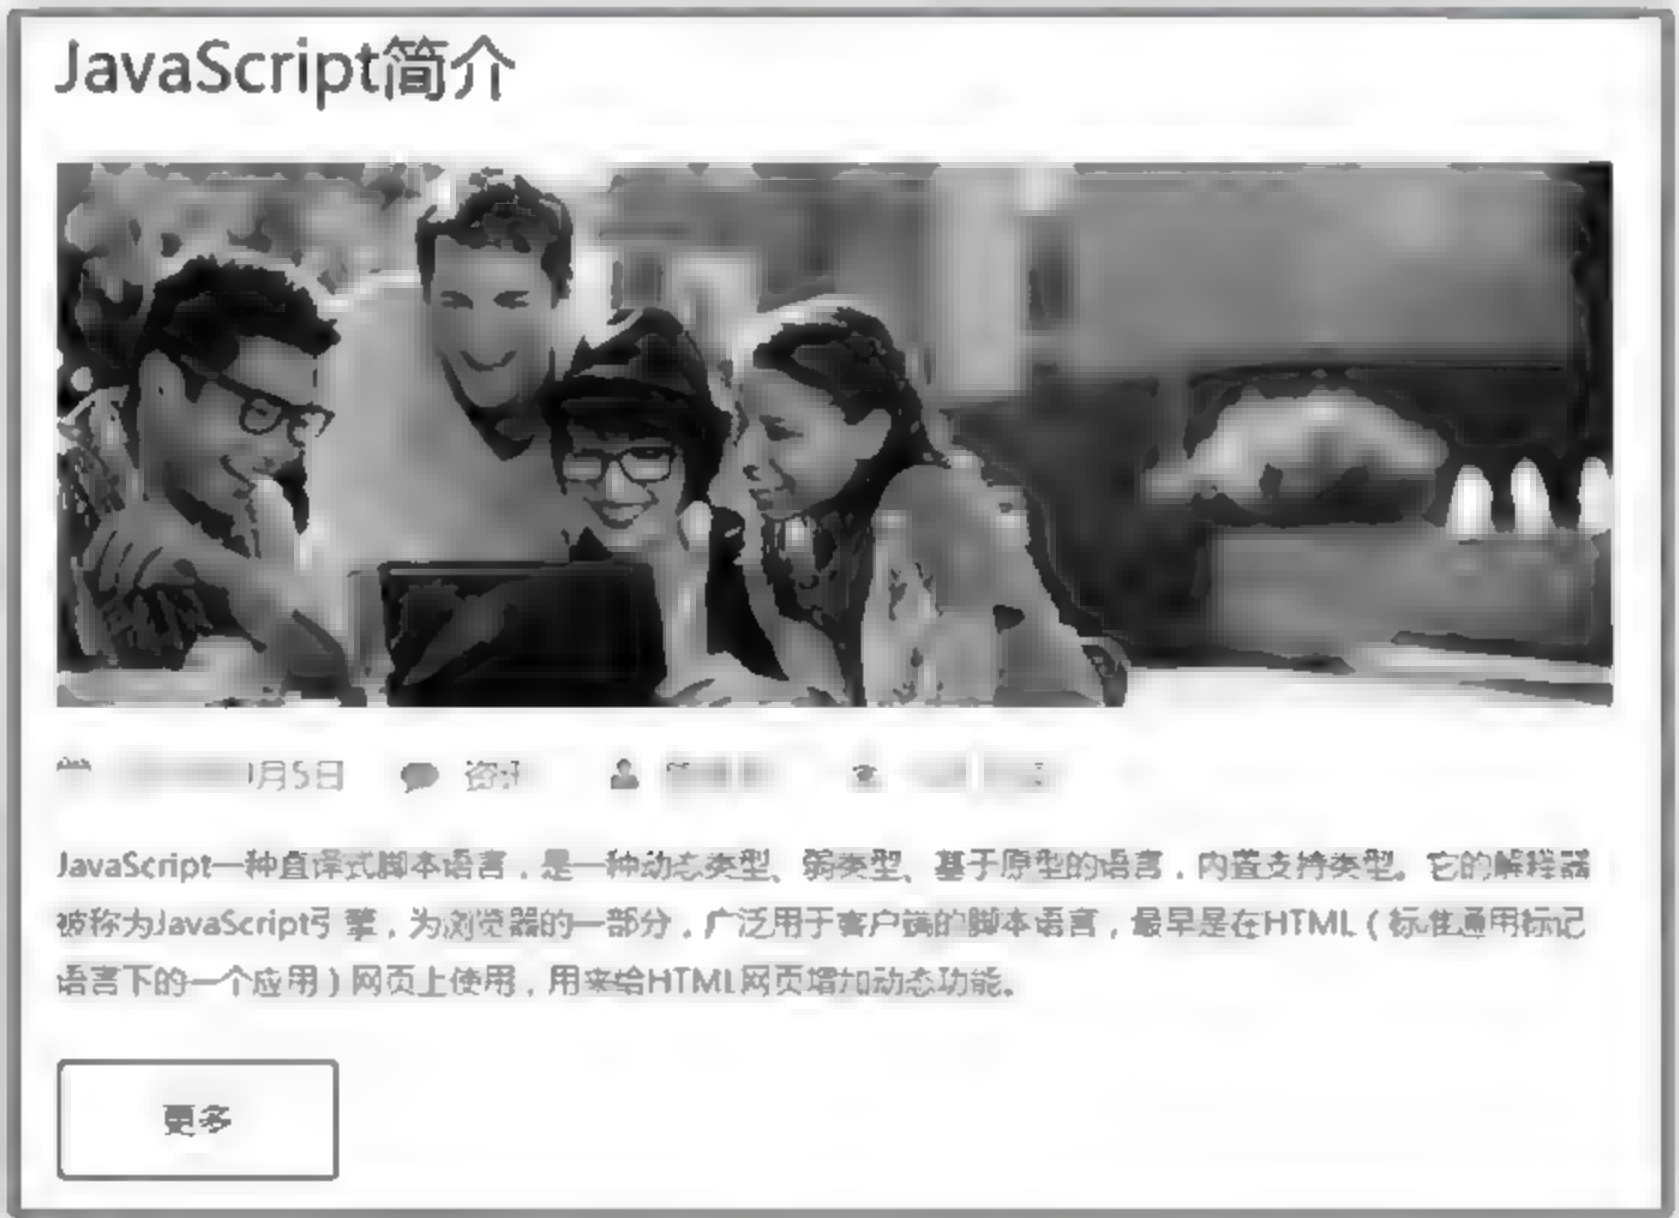 JavaScript简介
月5日 资讯
JavaScript一种直译式脚本语言，是一种动态类型、弱类型、基于原型的语言，内置支持类型。它的解释器
被称为JavaScript引 擎，为浏览器的一部分，广泛用于客户端的脚本语言，最早是在HTML（标准通用标记
语言下的一个应用）网页上使用，用来给HTML网页增加动态功能。
更多